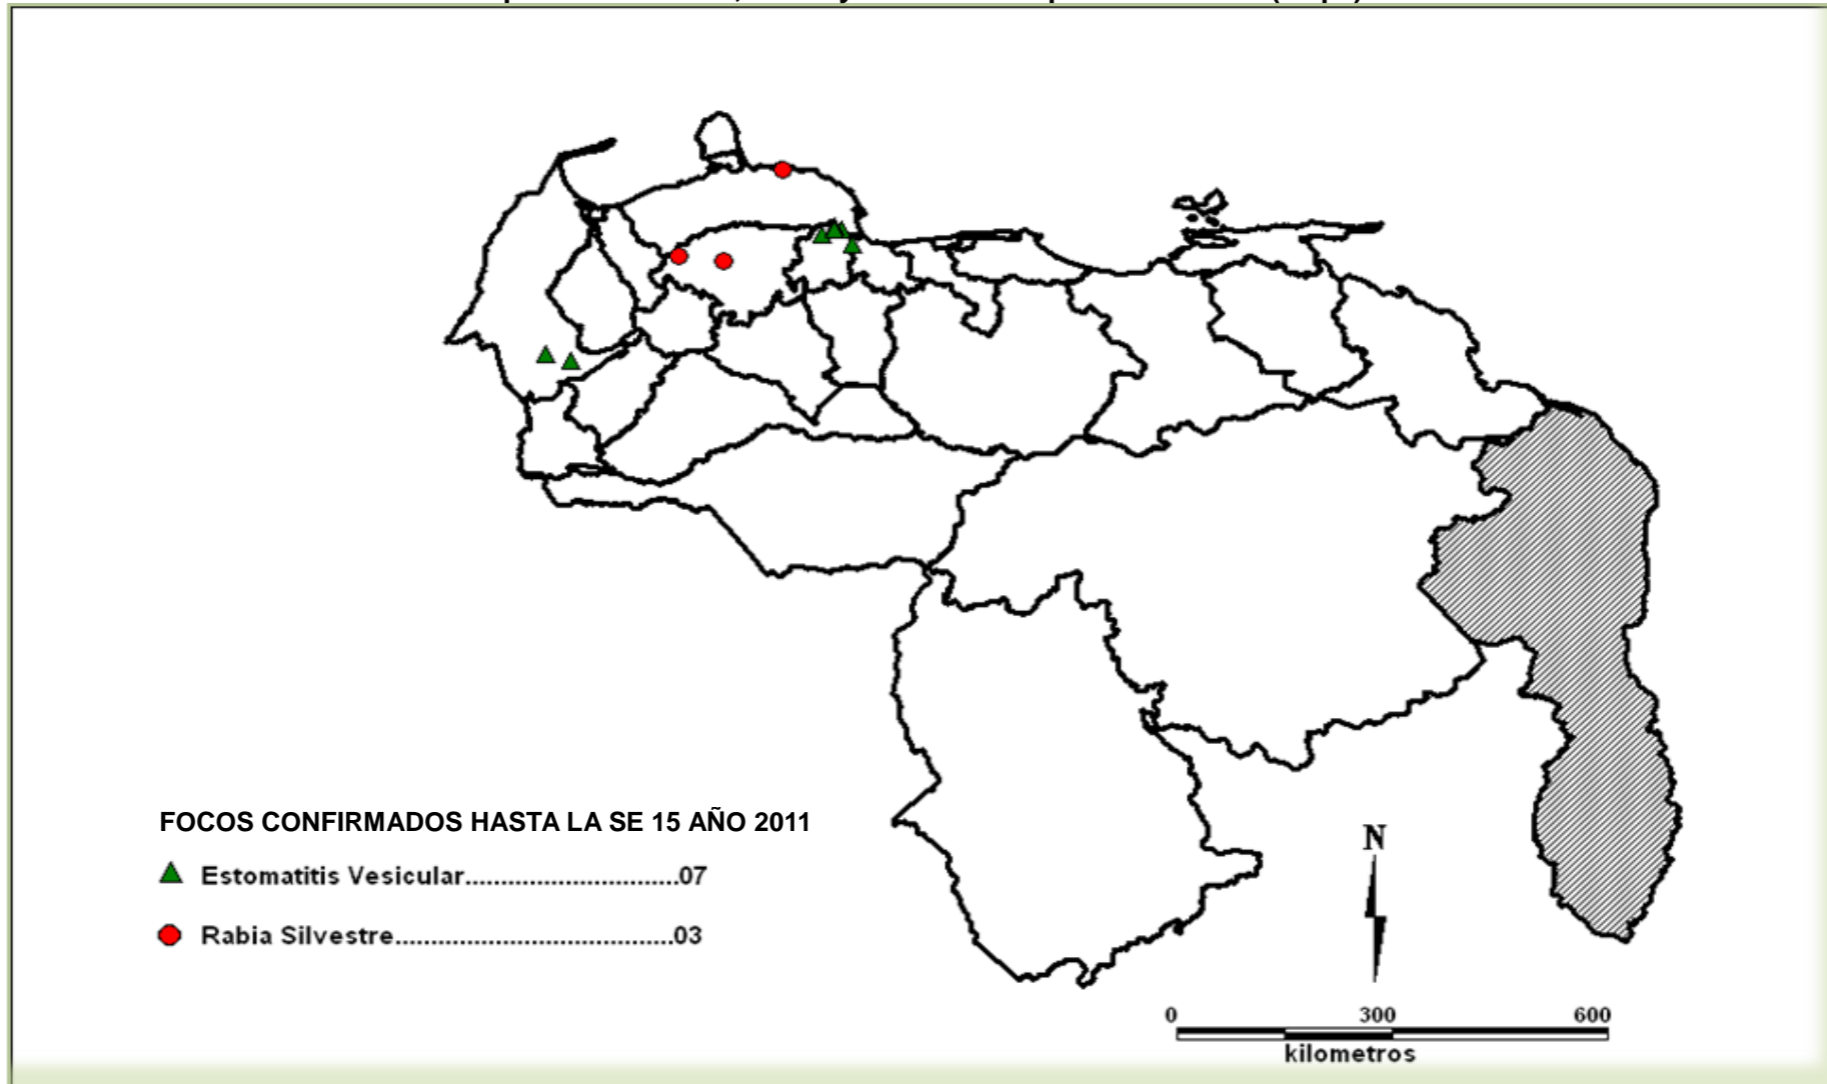 FOCOS CONFIRMADOS HASTA LA SE 15 AÑO 2011
Estomatitis Vesicular..............................07
Rabia Silvestre.......................................03
N
0 300 600
kilometros